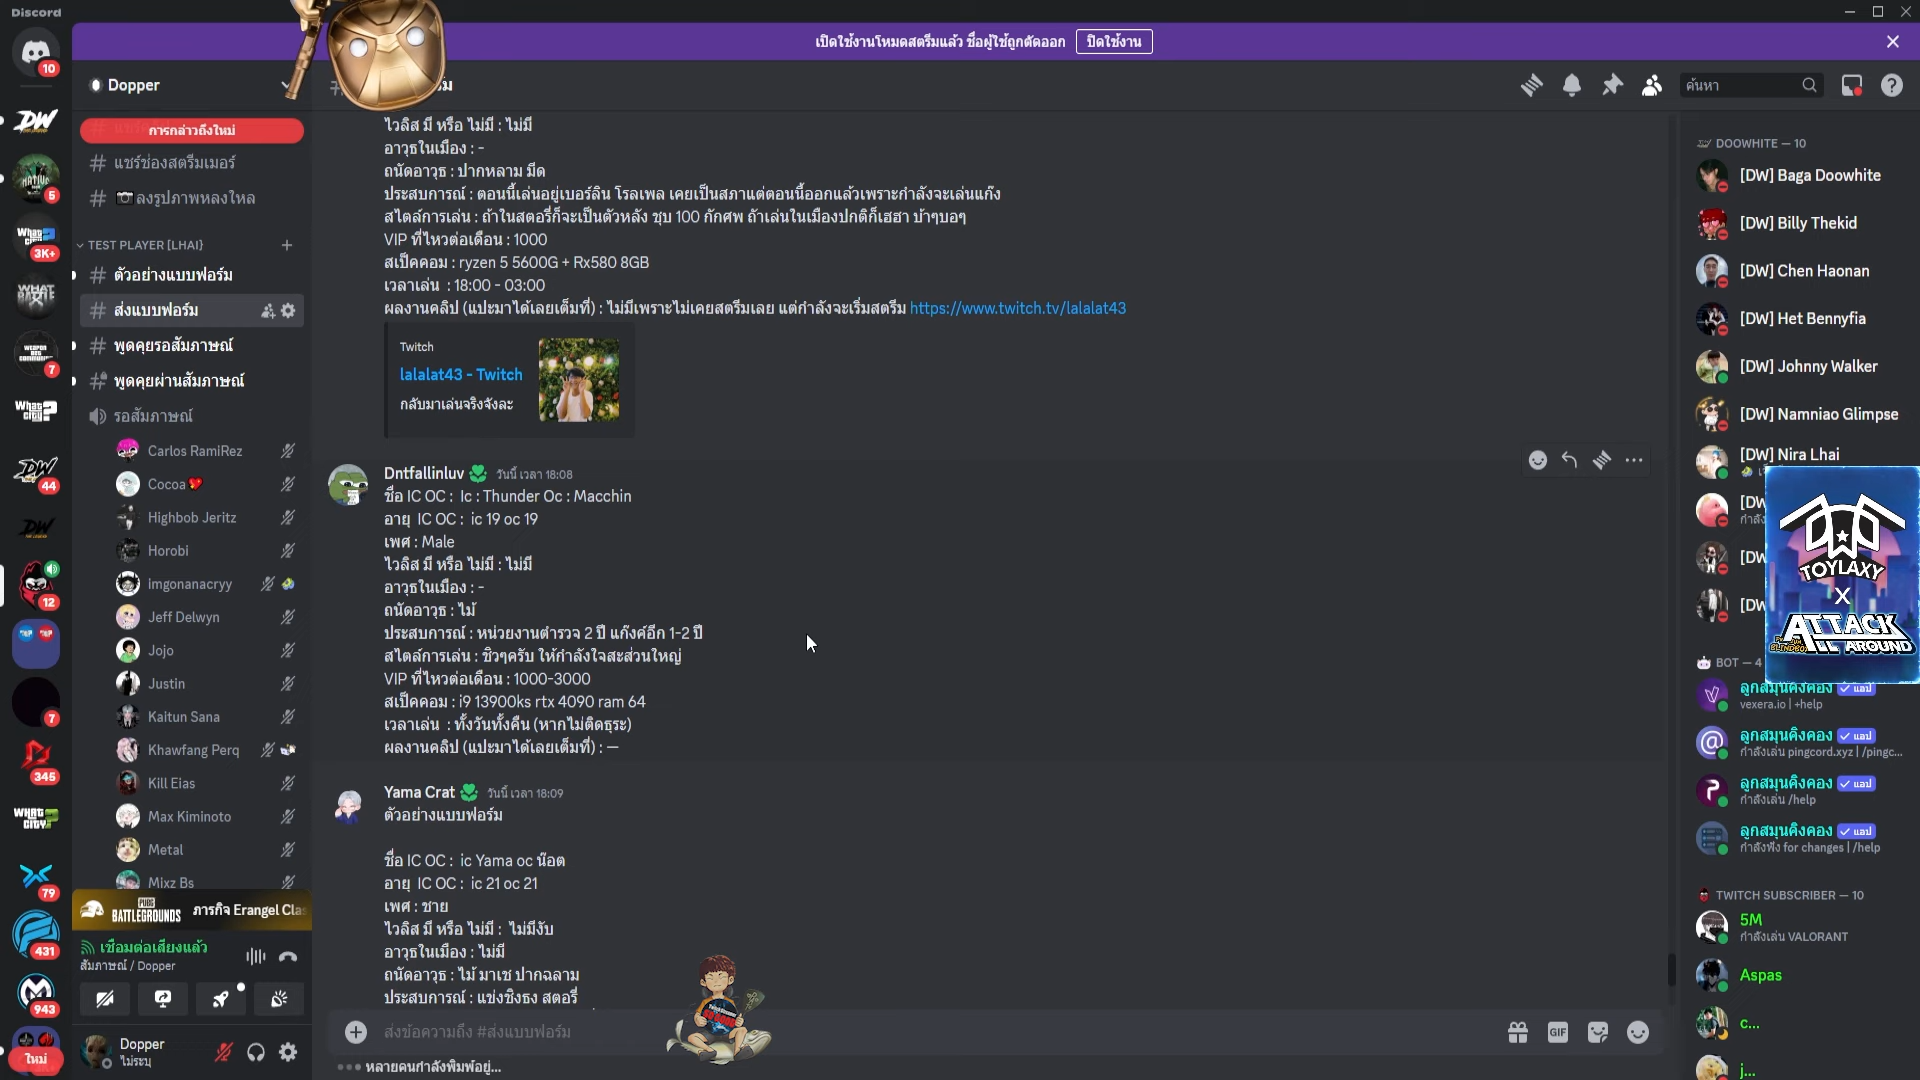 Discord
เปิดใช้งานโหมดสตรีมแล้ว ชื่อผู้ใช้ถูกตัดออก
ปิดใช้งาน
Dopper
ค้นหา
การกล่าวถึงใหม่
# แชร์ช่องสตรีมเมอร์
# ลงรูปภาพหลงใหล
TEST PLAYER [LHAI]
# ตัวอย่างแบบฟอร์ม
# ส่งแบบฟอร์ม
# พูดคุยรอสัมภาษณ์
# พูดคุยผ่านสัมภาษณ์
รอสัมภาษณ์
Carlos RamiRez
Cocoa
Highbob Jeritz
Horobi
imgonanacryy
Jeff Delwyn
Jojo
Justin
Kaitun Sana
Khawfang Perq
Kill Eias
Max Kiminoto
Metal
Mixz Bs
PUBG BATTLEGROUNDS
ภารกิจ Erangel Clas
เชื่อมต่อเสียงแล้ว
สัมภาษณ์ / Dopper
Dopper
ไม่ระบุ
10
DW
5
What City
3K+
WHAT BATTLE
7
What City?
DW
44
12
7
345
WHAT CITY?
79
431
943
ใหม่
ไวลิส มี หรือ ไม่มี : ไม่มี
อาวุธในเมือง : -
ถนัดอาวุธ : ปากหลาม มีด
ประสบการณ์ : ตอนนี้เล่นอยู่เบอร์ลิน โรลเพล เคยเป็นสภาแต่ตอนนี้ออกแล้วเพราะกำลังจะเล่นแก๊ง
สไตล์การเล่น : ถ้าในสตอรี่ก็จะเป็นตัวหลัง ชุบ 100 กักศพ ถ้าเล่นในเมืองปกติก็เฮฮา บ้าๆบอๆ
VIP ที่ไหวต่อเดือน : 1000
สเป็คคอม : ryzen 5 5600G + Rx580 8GB
เวลาเล่น : 18:00 - 03:00
ผลงานคลิป (แปะมาได้เลยเต็มที่) : ไม่มีเพราะไม่เคยสตรีมเลย แต่กำลังจะเริ่มสตรีม https://www.twitch.tv/lalalat43
Twitch
lalalat43 - Twitch
กลับมาเล่นจริงจังละ
Dntfallinluv วันนี้ เวลา 18:08
ชื่อ IC OC : Ic : Thunder Oc : Macchin
อายุ IC OC : ic 19 oc 19
เพศ : Male
ไวลิส มี หรือ ไม่มี : ไม่มี
อาวุธในเมือง : -
ถนัดอาวุธ : ไม้
ประสบการณ์ : หน่วยงานตำรวจ 2 ปี แก๊งค์อีก 1-2 ปี
สไตล์การเล่น : ชิวๆครับ ให้กำลังใจสะส่วนใหญ่
VIP ที่ไหวต่อเดือน : 1000-3000
สเป็คคอม : i9 13900ks rtx 4090 ram 64
เวลาเล่น : ทั้งวันทั้งคืน (หากไม่ติดธุระ)
ผลงานคลิป (แปะมาได้เลยเต็มที่) : —
Yama Crat วันนี้ เวลา 18:09
ตัวอย่างแบบฟอร์ม
ชื่อ IC OC : ic Yama oc น๊อต
อายุ IC OC : ic 21 oc 21
เพศ : ชาย
ไวลิส มี หรือ ไม่มี : ไม่มีงับ
อาวุธในเมือง : ไม่มี
ถนัดอาวุธ : ไม้ มาเช ปากฉลาม
ประสบการณ์ : แข่งชิงธง สตอรี่
ส่งข้อความถึง #ส่งแบบฟอร์ม
GIF
หลายคนกำลังพิมพ์อยู่...
DOOWHITE — 10
[DW] Baga Doowhite
[DW] Billy Thekid
[DW] Chen Haonan
[DW] Het Bennyfia
[DW] Johnny Walker
[DW] Namniao Glimpse
[DW] Nira Lhai
TOYLAXY
X
ATTACK
ALL AROUND
BOT — 4
ลูกสมุนคิงคอง แอป
vexera.io | +help
ลูกสมุนคิงคอง แอป
กำลังเล่น pingcord.xyz | /pingc...
ลูกสมุนคิงคอง แอป
กำลังเล่น /help
ลูกสมุนคิงคอง แอป
กำลังฟัง for changes | /help
TWITCH SUBSCRIBER — 10
5M
กำลังเล่น VALORANT
Aspas
c...
j...